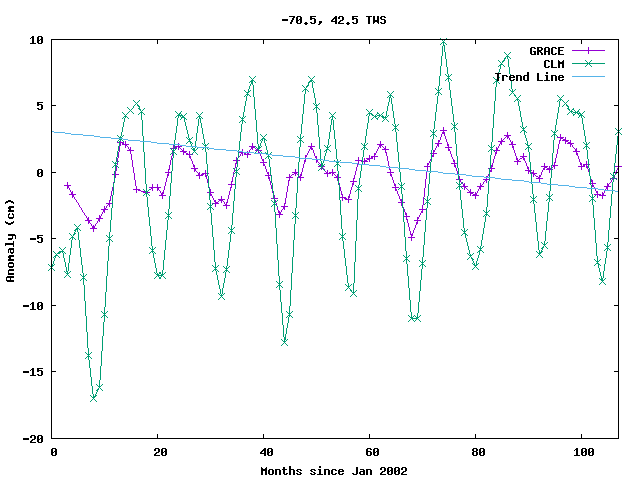 -70.5, 42.5 TWS
GRACE
CLM
Trend Line
10
5
0
-5
-10
-15
-20
Anomaly (cm)
0 20 40 60 80 100
Months since Jan 2002